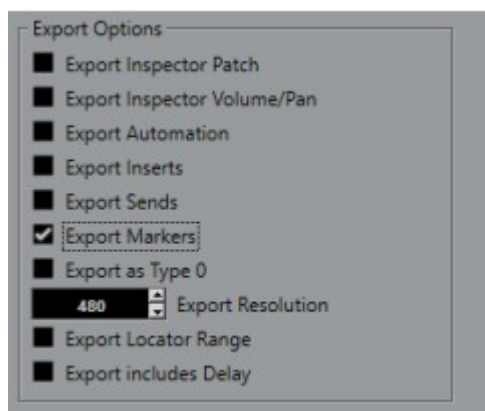 Export Options
Export Inspector Patch
Export Inspector Volume/Pan
Export Automation
Export Inserts
Export Sends
Export Markers
Export as Type 0
480 Export Resolution
Export Locator Range
Export includes Delay